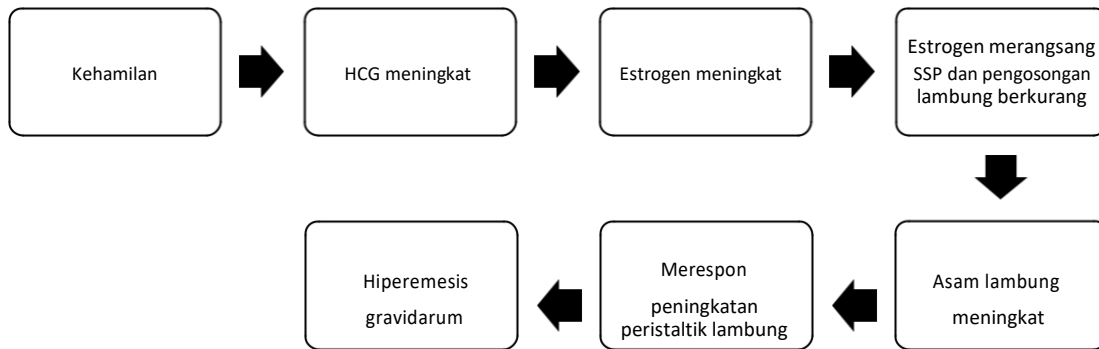 Kehamilan
HCG meningkat
Estrogen meningkat
Estrogen merangsang
SSP dan pengosongan
lambung berkurang
Asam lambung
meningkat
Merespon
peningkatan
peristaltik lambung
Hiperemesis
gravidarum